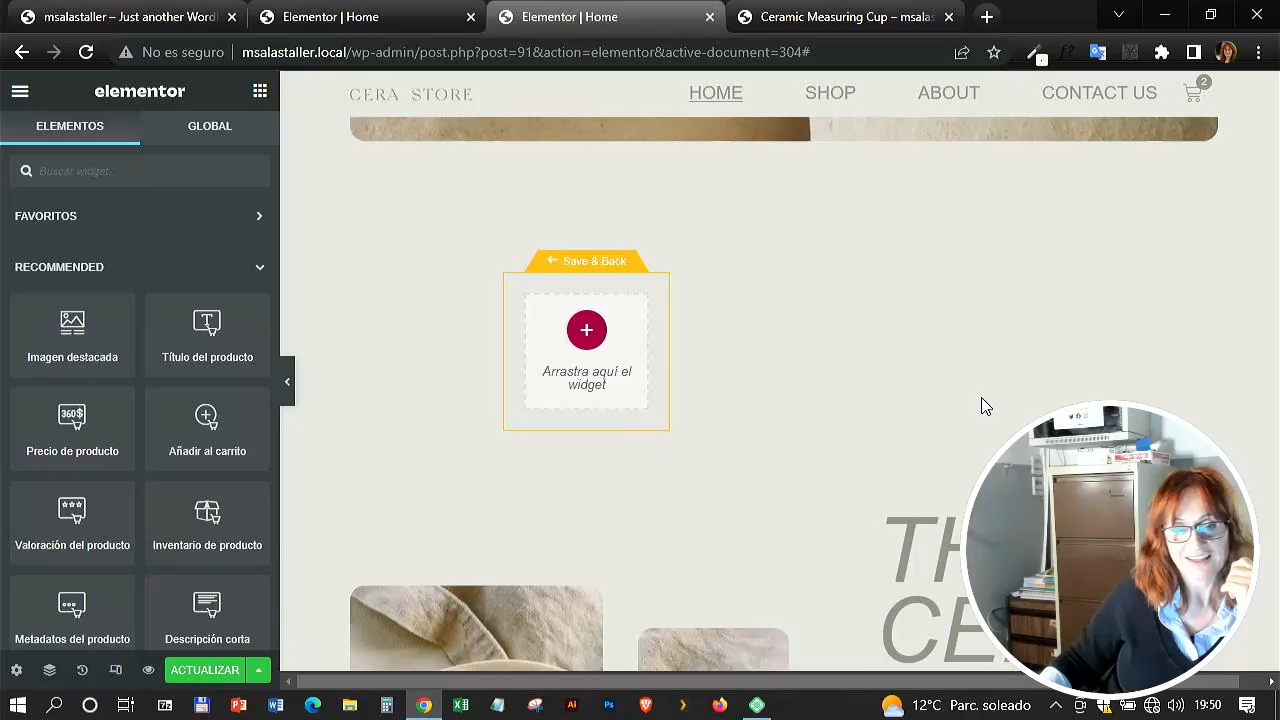 msalastaller – Just another Word
Elementor | Home
Elementor | Home
Ceramic Measuring Cup – msalas
No es seguro
msalastaller.local/wp-admin/post.php?post=91&action=elementor&active-document=304#
elementor
ELEMENTOS
GLOBAL
Buscar widget...
FAVORITOS
RECOMMENDED
Imagen destacada
Título del producto
360$
Precio de producto
Añadir al carrito
Valoración del producto
Inventario de producto
Metadatos del producto
Descripción corta
ACTUALIZAR
CERA STORE
HOME
SHOP
ABOUT
CONTACT US
2
Save & Back
Arrastra aquí el
widget
TH
CE
12°C Parc. soleado
19:50